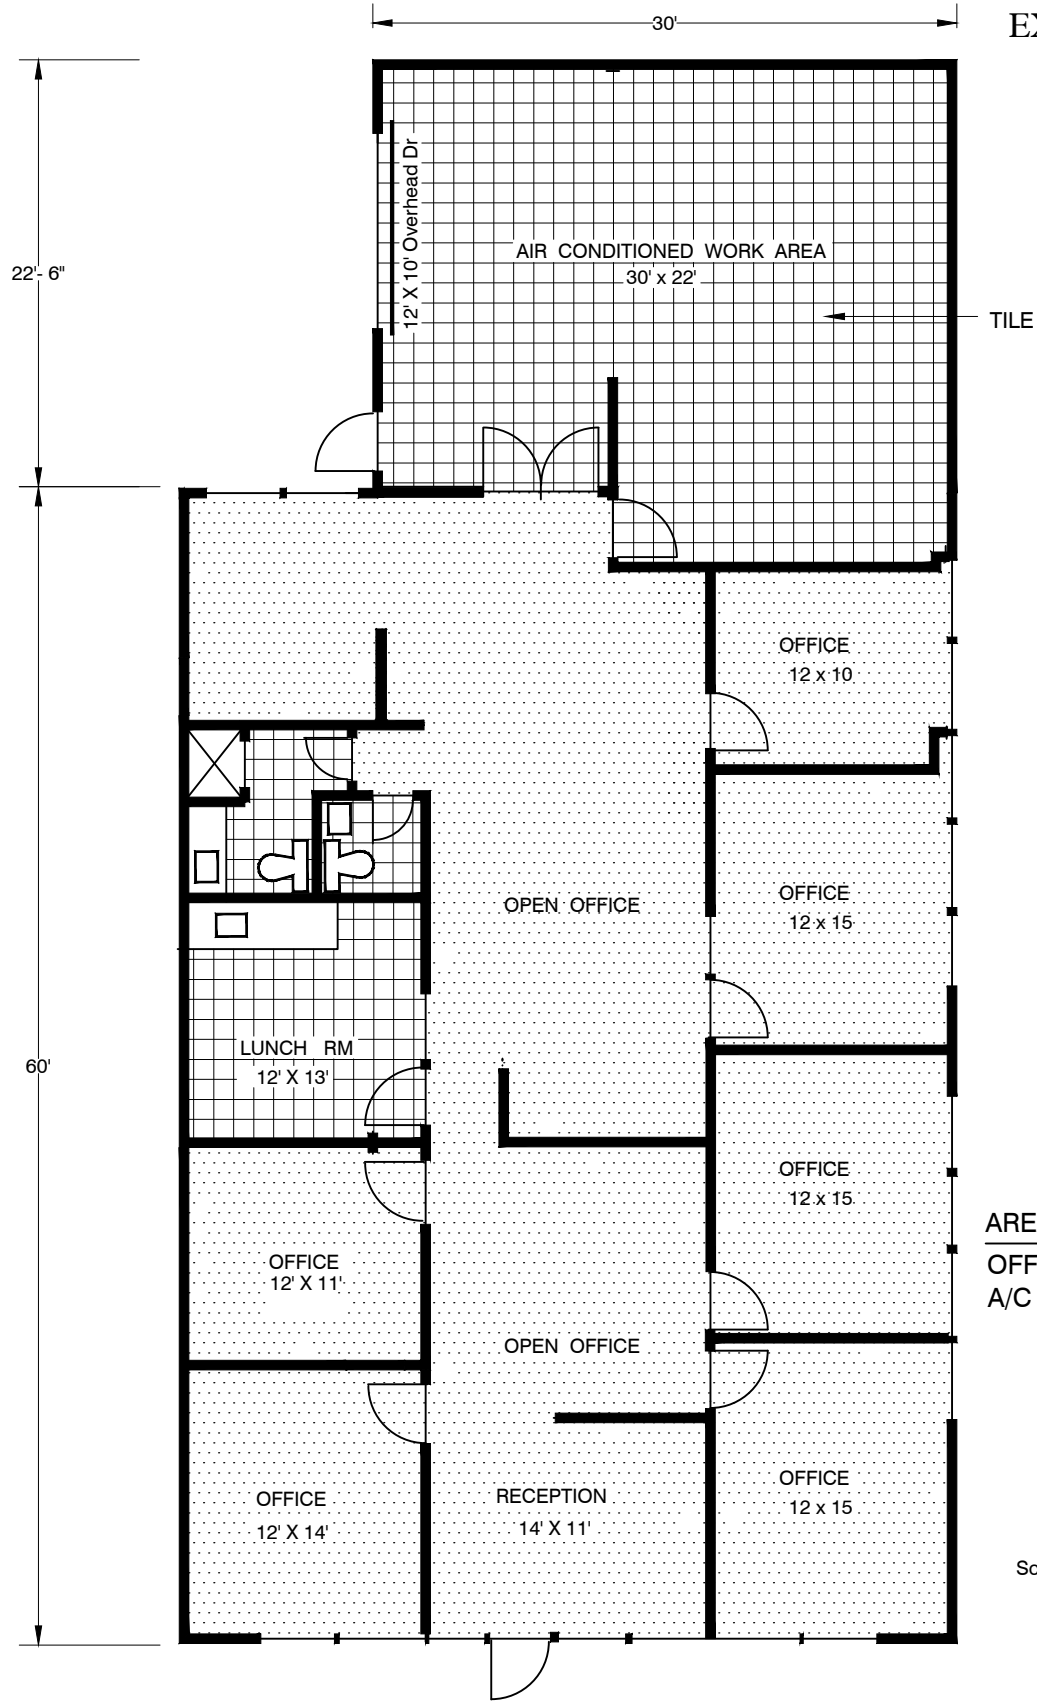 30'
EX
22'- 6"
12' X 10' Overhead Dr
AIR CONDITIONED WORK AREA
30' x 22'
TILE
OFFICE
12 x 10
OPEN OFFICE
OFFICE
12 x 15
60'
LUNCH RM
12' X 13'
OFFICE
12 x 15
ARE
OFF
A/C
OFFICE
12' X 11'
OPEN OFFICE
OFFICE
12 x 15
OFFICE
12' X 14'
RECEPTION
14' X 11'
Sc